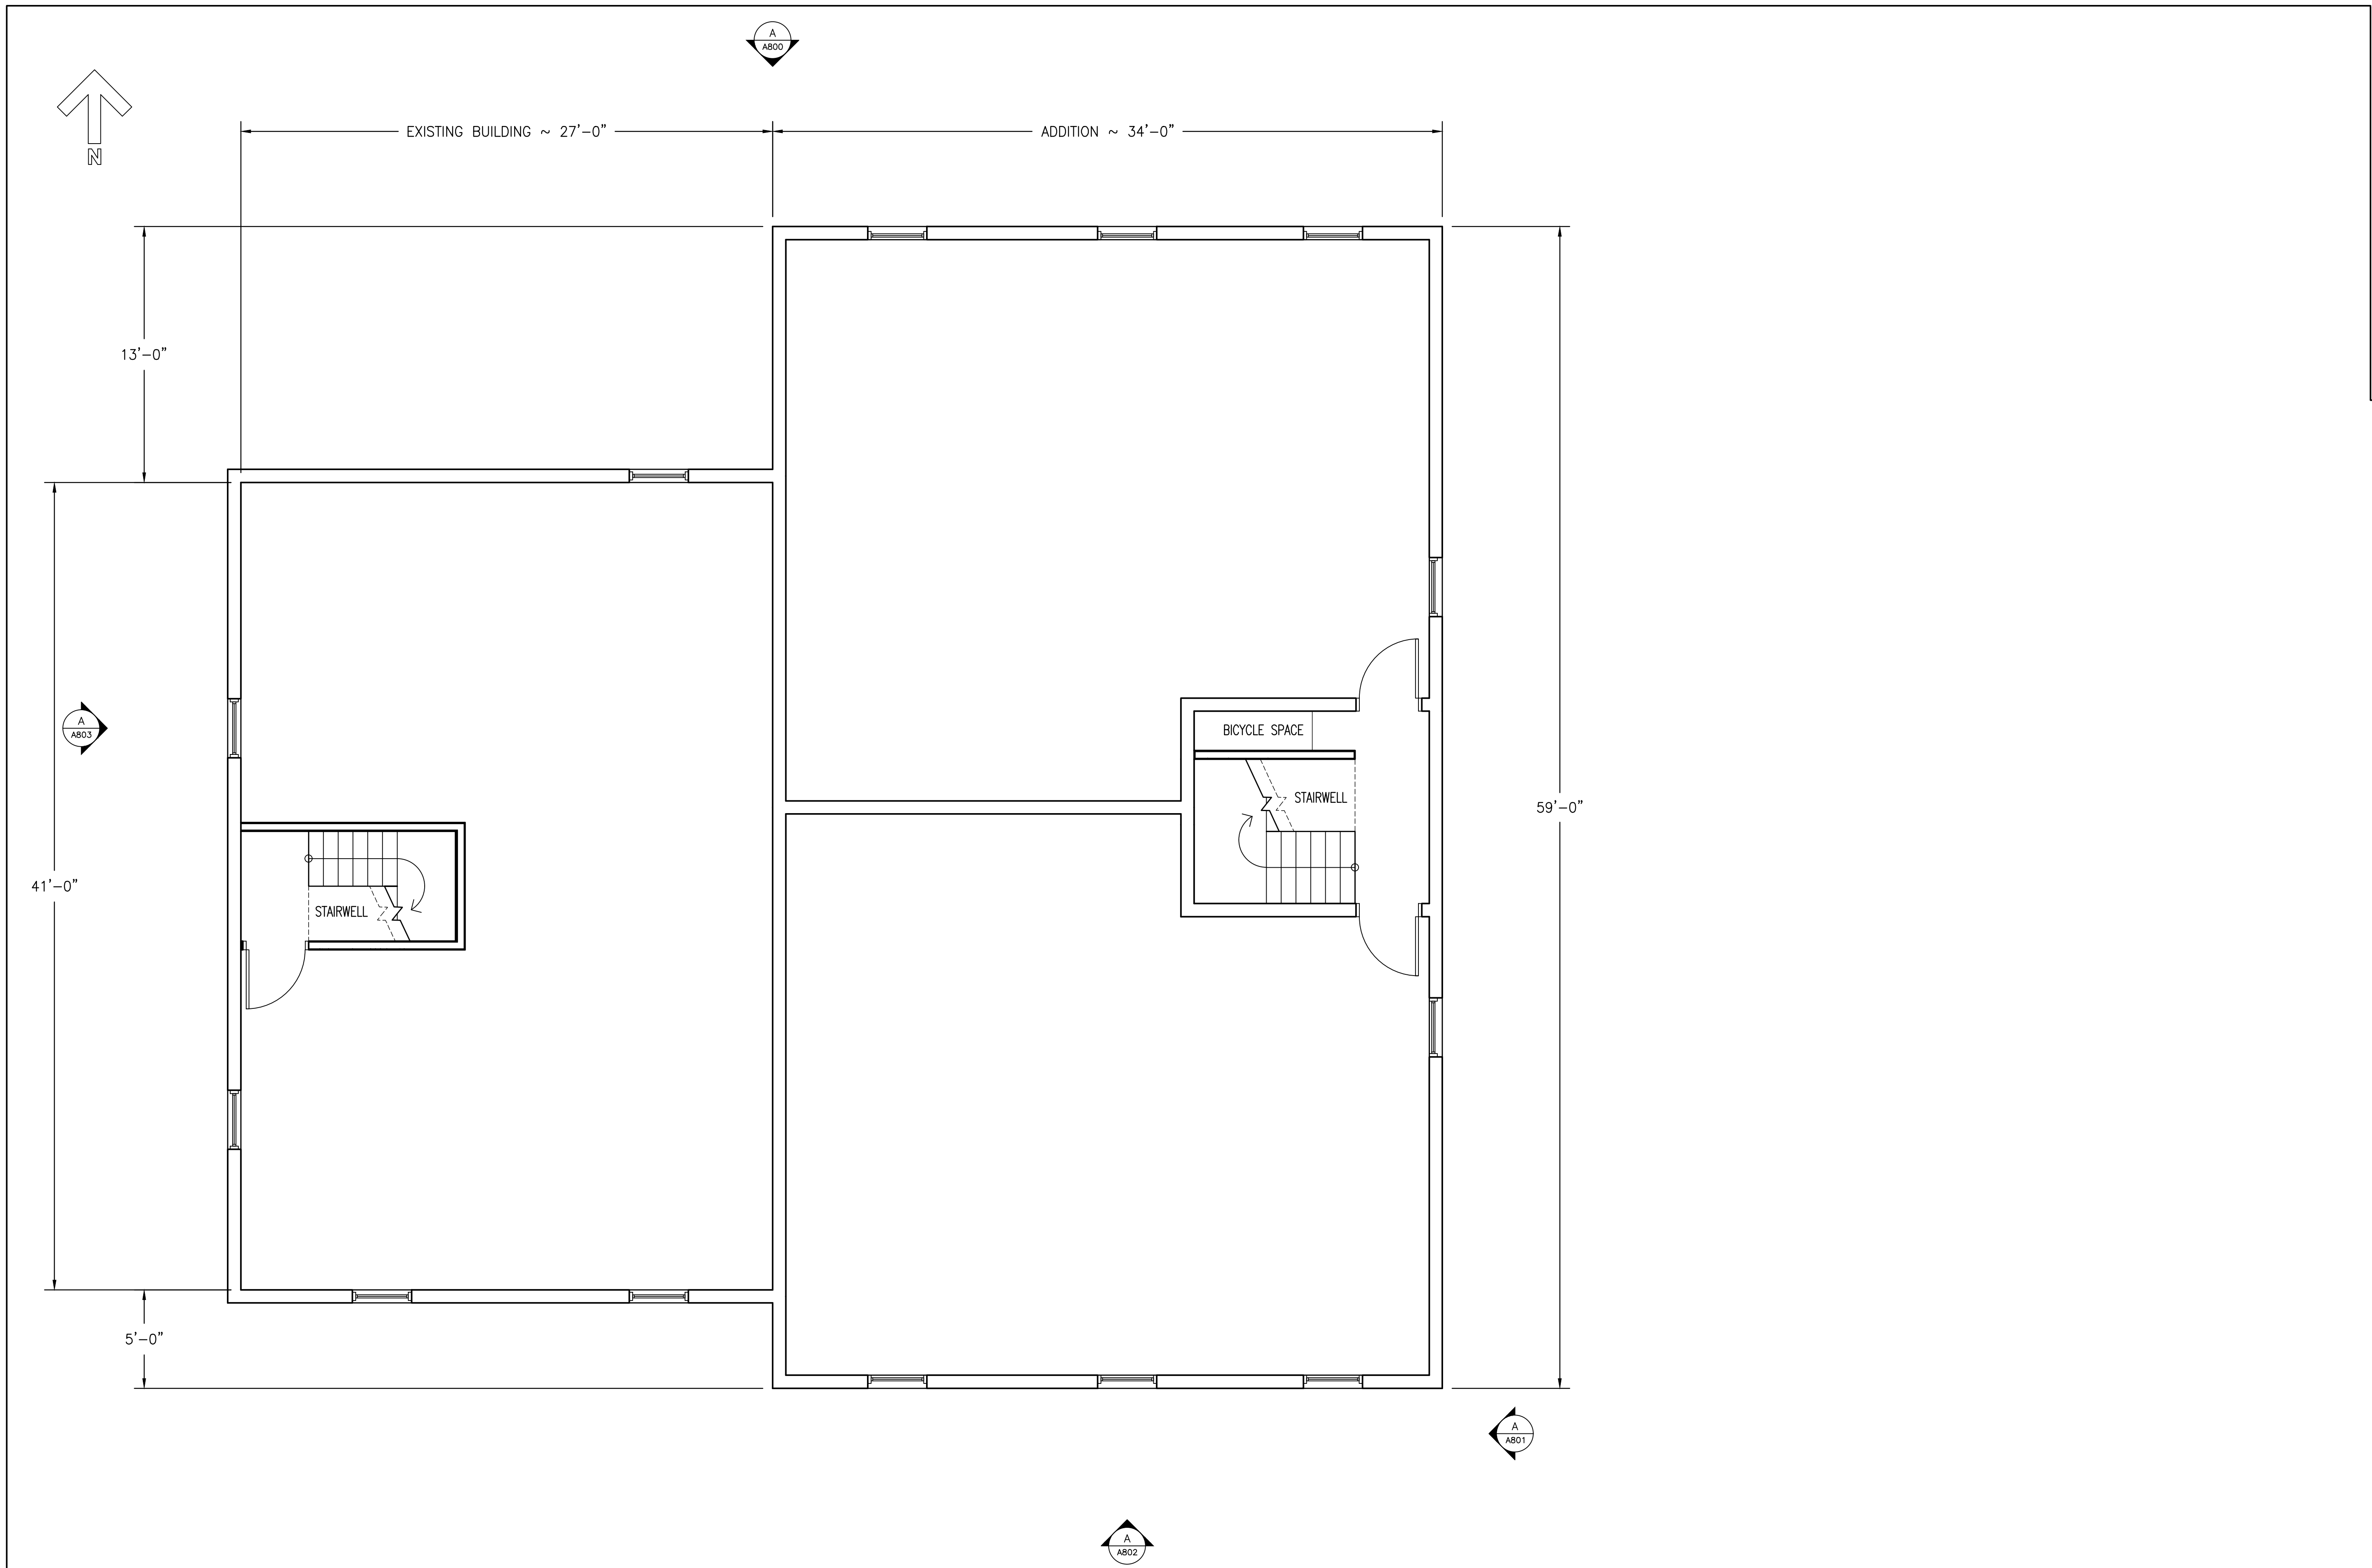 A
A800
N
EXISTING BUILDING ~ 27'-0"
ADDITION ~ 34'-0"
13'-0"
A
A803
BICYCLE SPACE
STAIRWELL
59'-0"
41'-0"
STAIRWELL
5'-0"
A
A801
A
A802